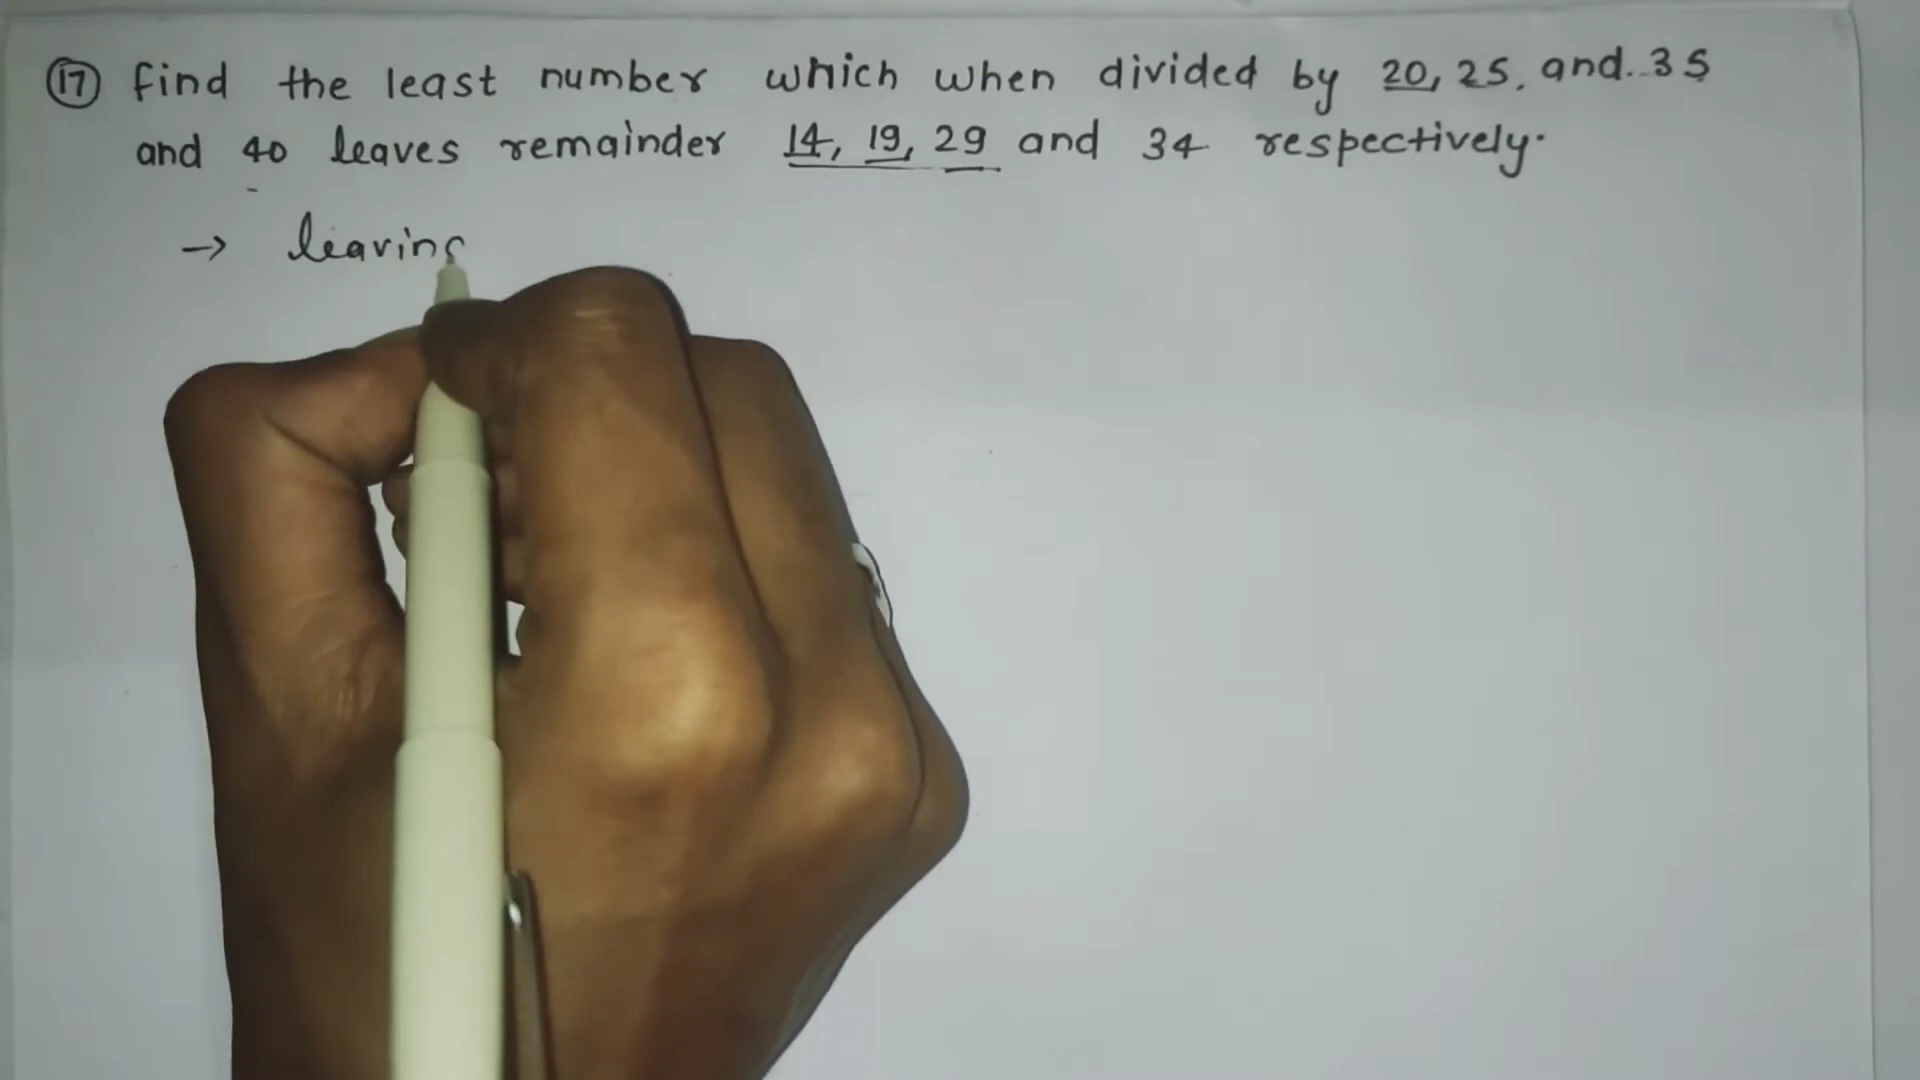 17 find the least number which when divided by 20, 25, and..35
and 40 leaves remainder 14, 19, 29 and 34 respectively.
→ leaving